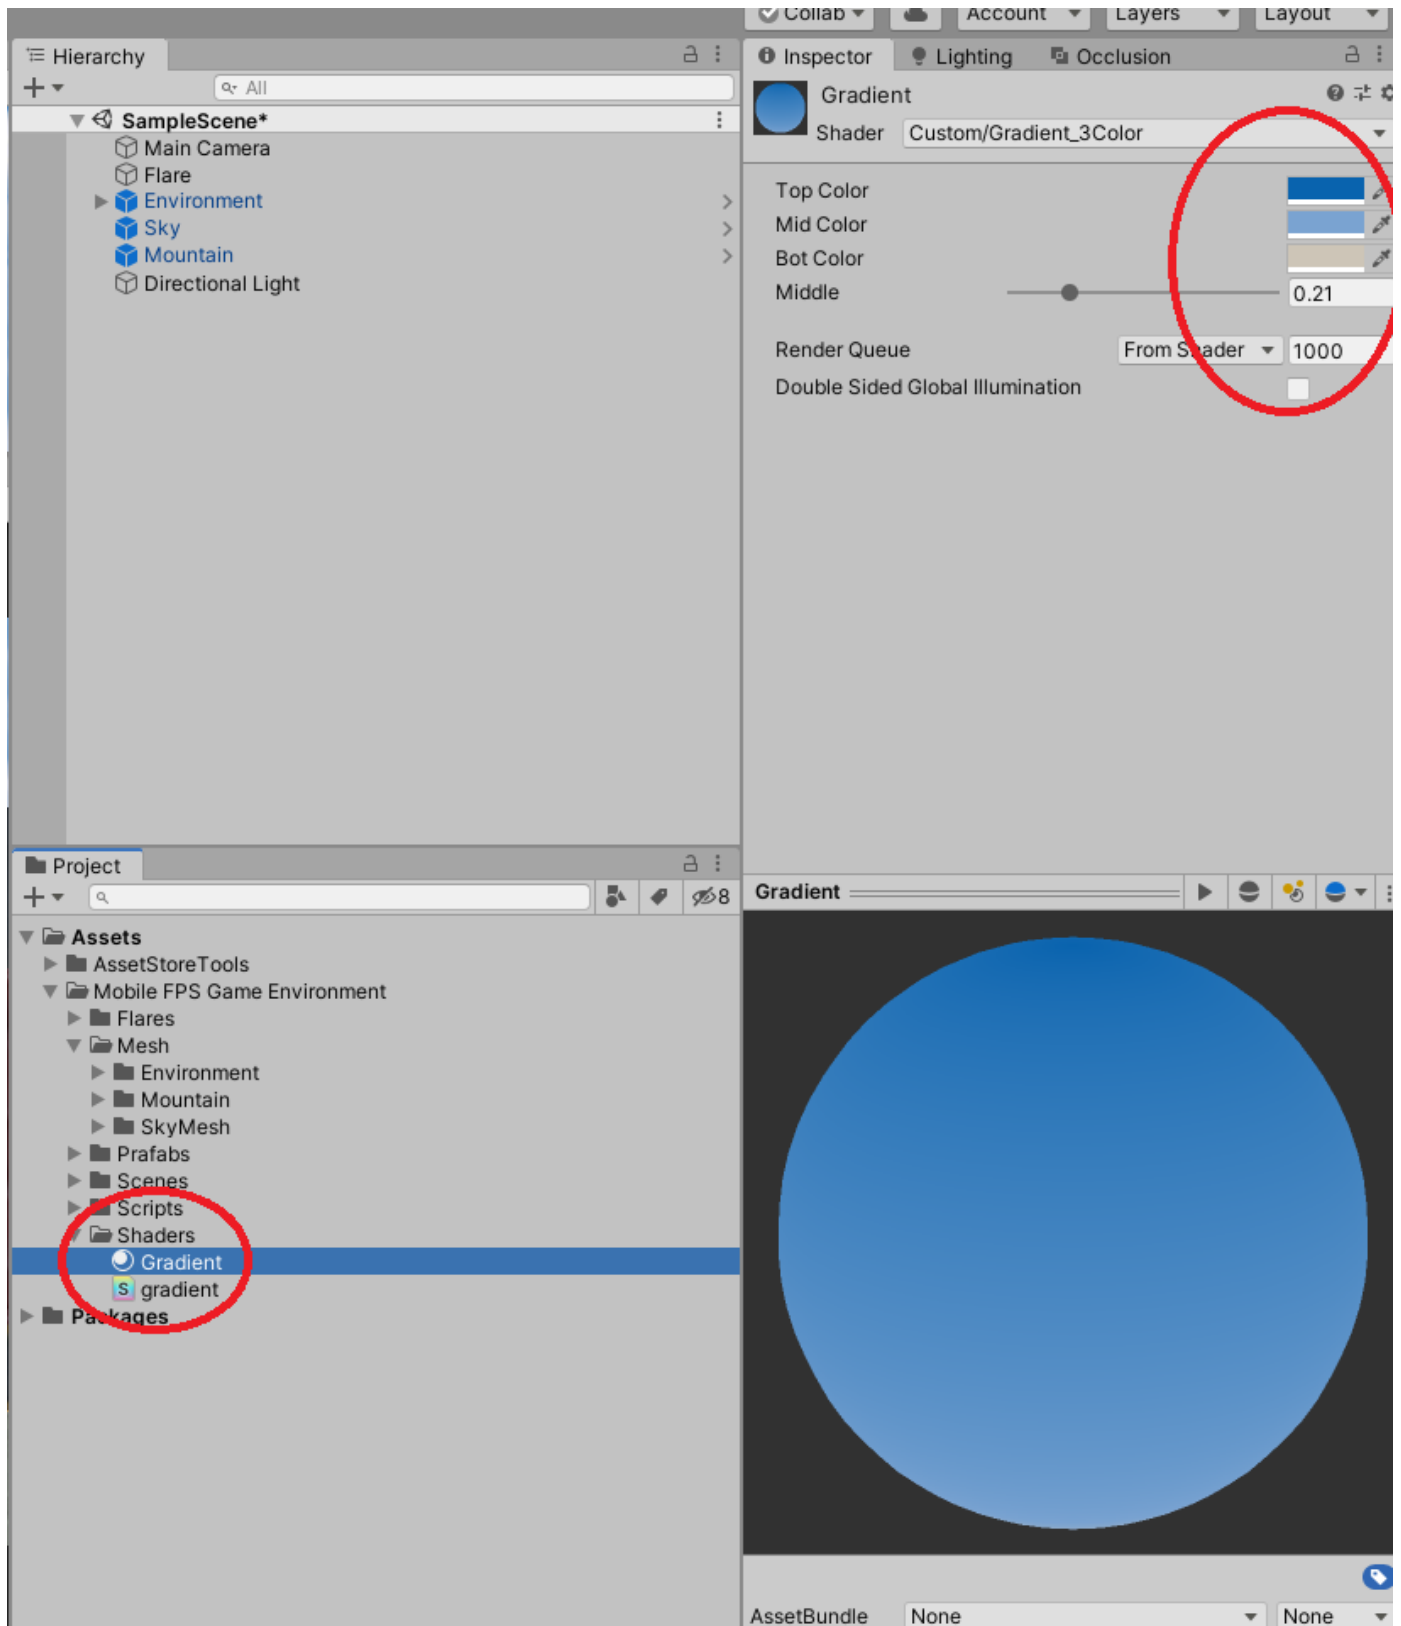 Collab Account Layers Layout
Hierarchy
All
SampleScene*
Main Camera
Flare
Environment
Sky
Mountain
Directional Light
Inspector Lighting Occlusion
Gradient
Shader Custom/Gradient_3Color
Top Color
Mid Color
Bot Color
Middle 0.21
Render Queue From Shader 1000
Double Sided Global Illumination
Project
8
Assets
AssetStoreTools
Mobile FPS Game Environment
Flares
Mesh
Environment
Mountain
SkyMesh
Prafabs
Scenes
Scripts
Shaders
Gradient
S gradient
Packages
Gradient
AssetBundle None None